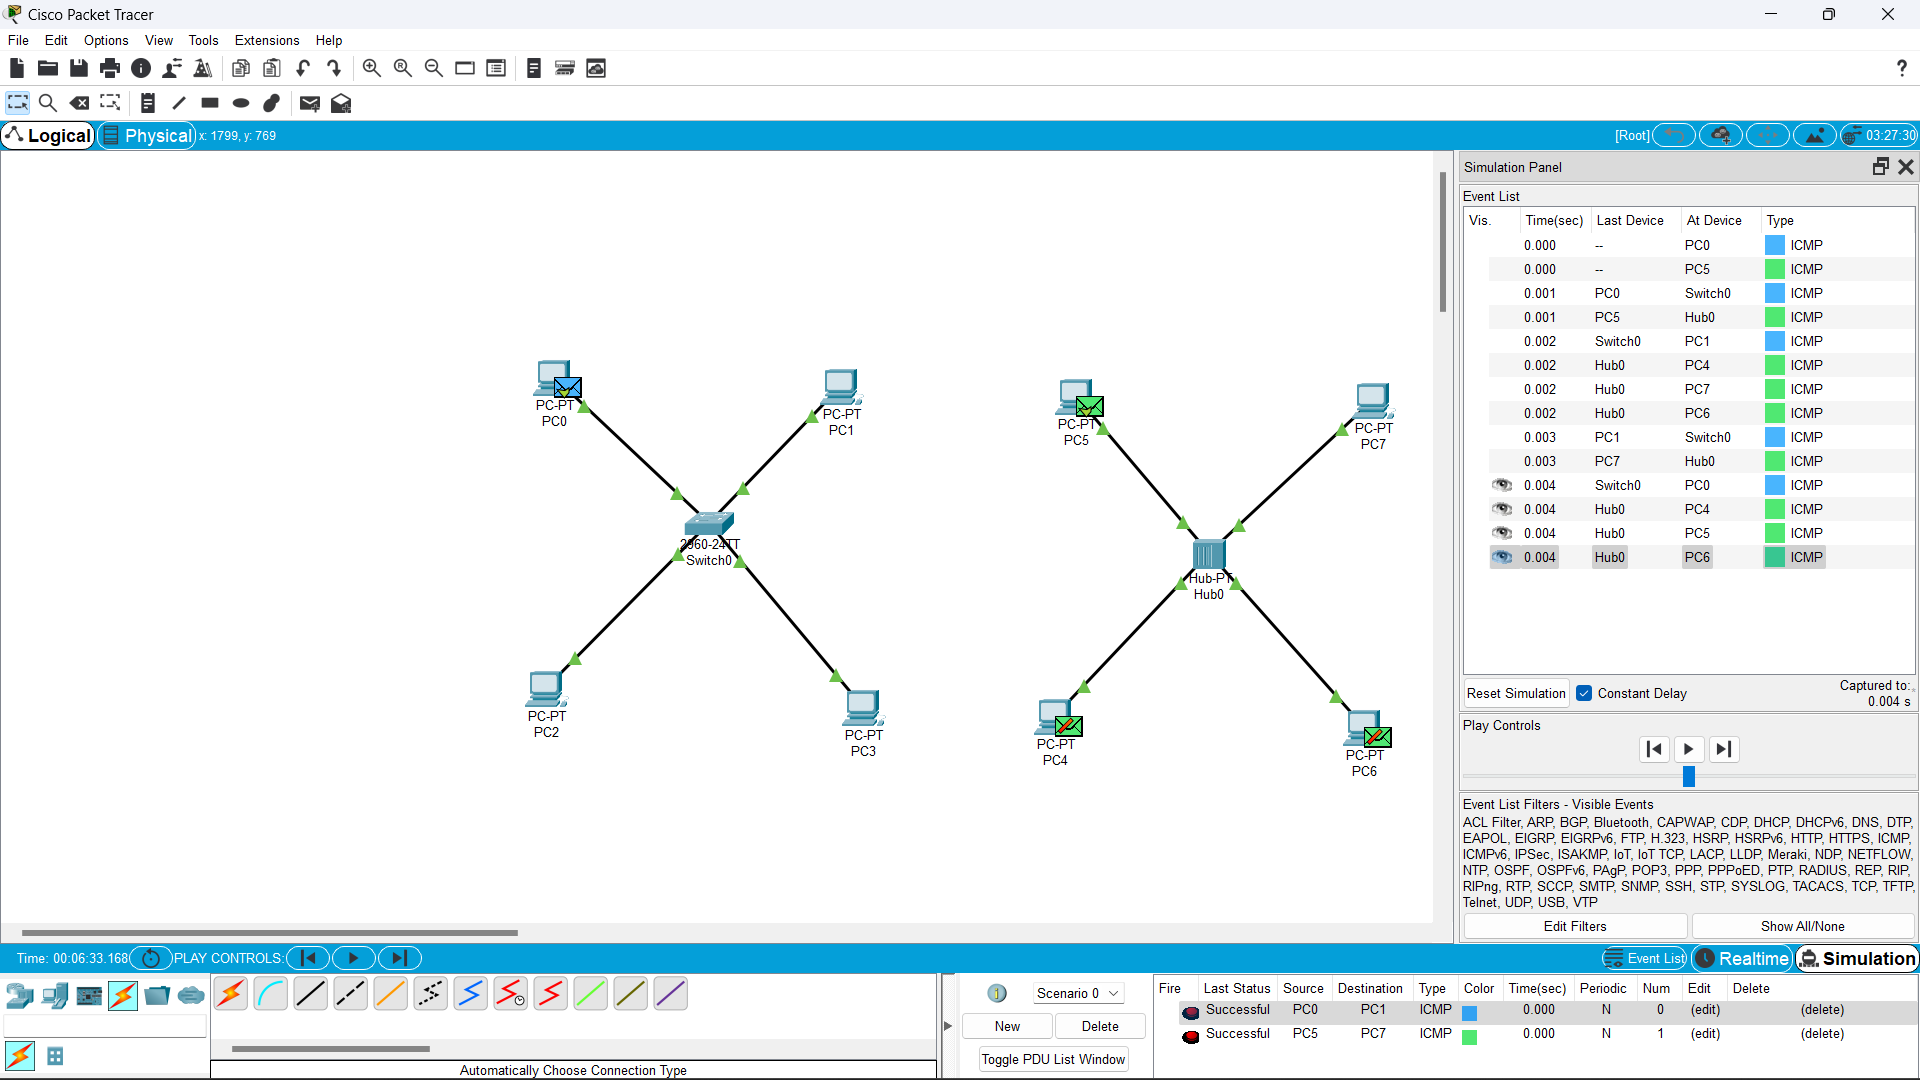 Cisco Packet Tracer
File Edit Options View Tools Extensions Help
?
Logical Physical x: 1799, y: 769 [Root] 03:27:30
PC-PT
PC0
PC-PT
PC1
2960-24TT
Switch0
PC-PT
PC2
PC-PT
PC3
PC-PT
PC5
PC-PT
PC7
Hub-PT
Hub0
PC-PT
PC4
PC-PT
PC6
Simulation Panel
Event List
Vis. Time(sec) Last Device At Device Type
0.000 -- PC0 ICMP
0.000 -- PC5 ICMP
0.001 PC0 Switch0 ICMP
0.001 PC5 Hub0 ICMP
0.002 Switch0 PC1 ICMP
0.002 Hub0 PC4 ICMP
0.002 Hub0 PC7 ICMP
0.002 Hub0 PC6 ICMP
0.003 PC1 Switch0 ICMP
0.003 PC7 Hub0 ICMP
0.004 Switch0 PC0 ICMP
0.004 Hub0 PC4 ICMP
0.004 Hub0 PC5 ICMP
0.004 Hub0 PC6 ICMP
Reset Simulation Constant Delay Captured to:
0.004 s
Play Controls
Event List Filters - Visible Events
ACL Filter, ARP, BGP, Bluetooth, CAPWAP, CDP, DHCP, DHCPv6, DNS, DTP,
EAPOL, EIGRP, EIGRPv6, FTP, H.323, HSRP, HSRPv6, HTTP, HTTPS, ICMP,
ICMPv6, IPSec, ISAKMP, IoT, IoT TCP, LACP, LLDP, Meraki, NDP, NETFLOW,
NTP, OSPF, OSPFv6, PAgP, POP3, PPP, PPPoED, PTP, RADIUS, REP, RIP,
RIPng, RTP, SCCP, SMTP, SNMP, SSH, STP, SYSLOG, TACACS, TCP, TFTP,
Telnet, UDP, USB, VTP
Edit Filters Show All/None
Time: 00:06:33.168 PLAY CONTROLS: Event List Realtime Simulation
Automatically Choose Connection Type
Scenario 0
New Delete
Toggle PDU List Window
Fire Last Status Source Destination Type Color Time(sec) Periodic Num Edit Delete
Successful PC0 PC1 ICMP 0.000 N 0 (edit) (delete)
Successful PC5 PC7 ICMP 0.000 N 1 (edit) (delete)